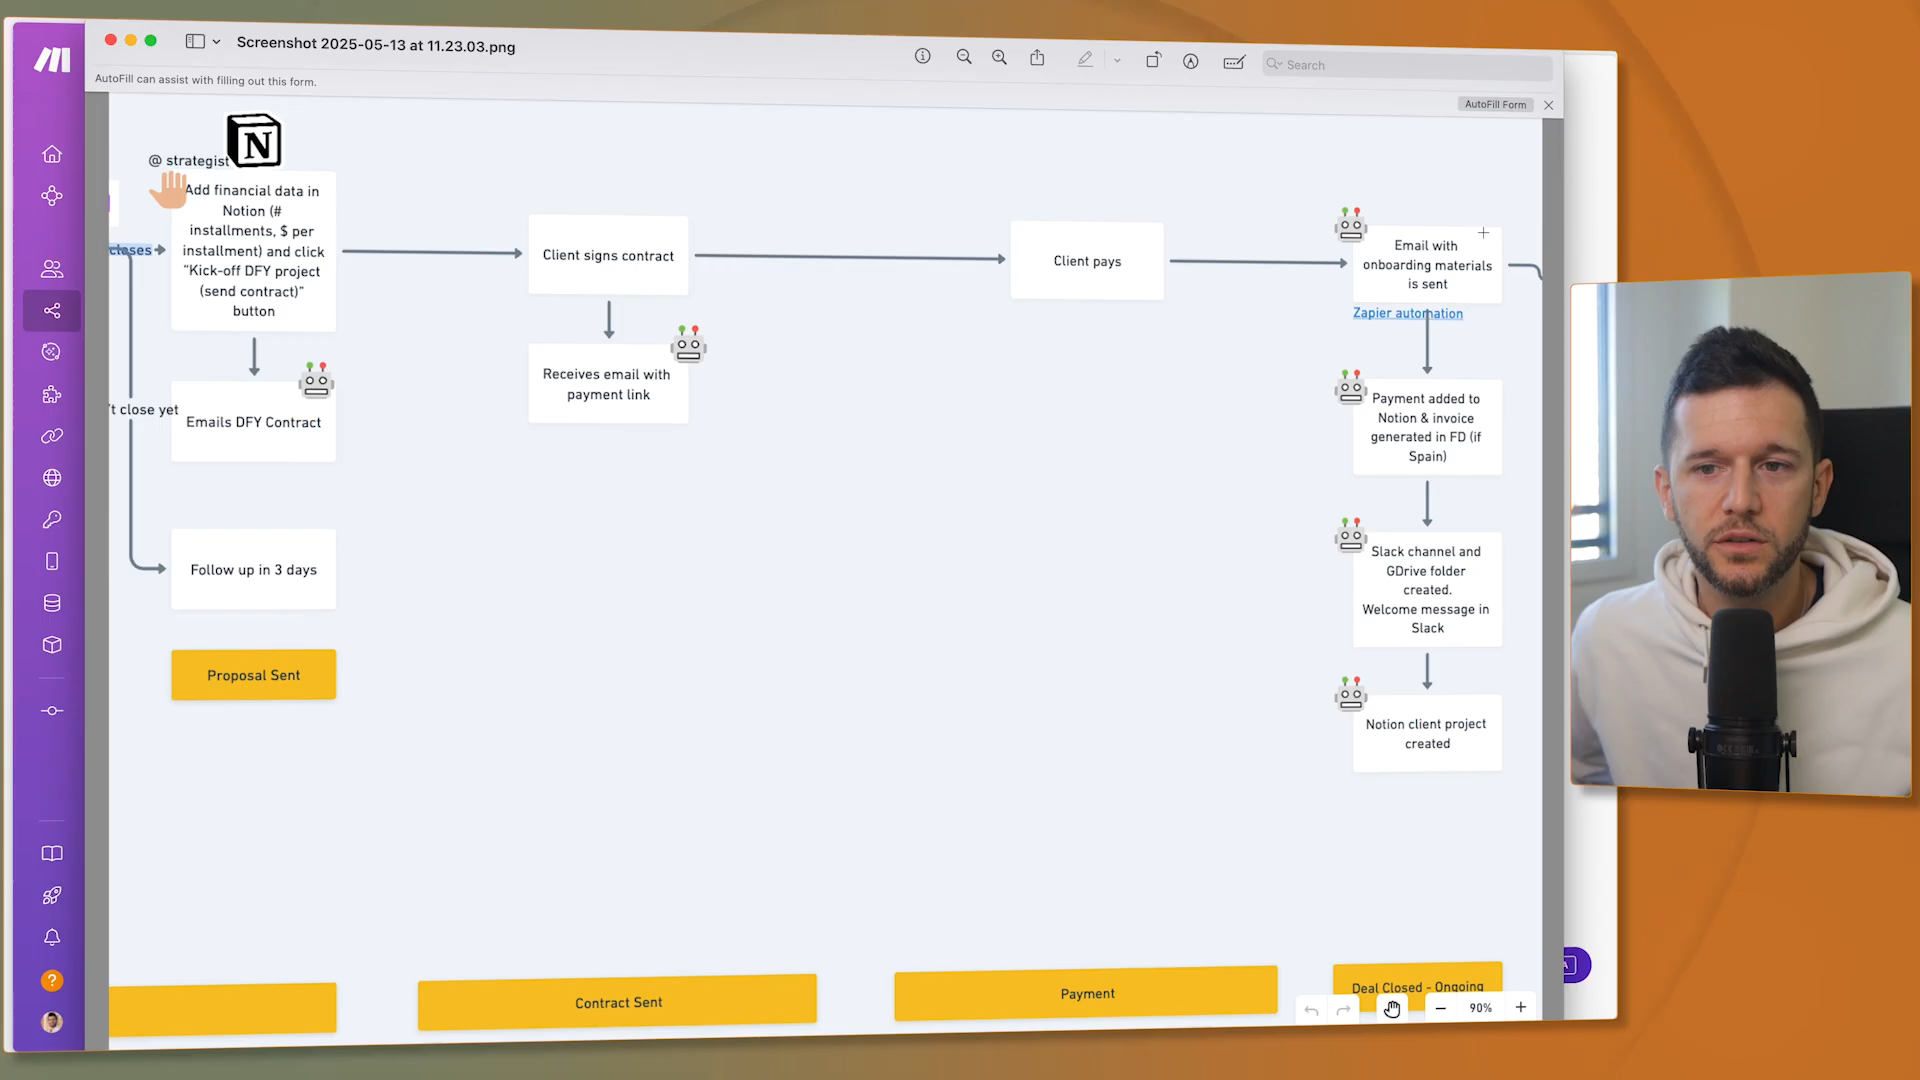 Screenshot 2025-05-13 at 11.23.03.png
Search
AutoFill can assist with filling out this form.
AutoFill Form
@ strategist
N
Add financial data in
Notion (#
installments, $ per
installment) and click
“Kick-off DFY project
(send contract)”
button
closes
Client signs contract
Client pays
Email with
onboarding materials
is sent
Zapier automation
Receives email with
payment link
Emails DFY Contract
't close yet
Payment added to
Notion & invoice
generated in FD (if
Spain)
Follow up in 3 days
Slack channel and
GDrive folder
created.
Welcome message in
Slack
Proposal Sent
Notion client project
created
Contract Sent
Payment
Deal Closed - Ongoing
90%